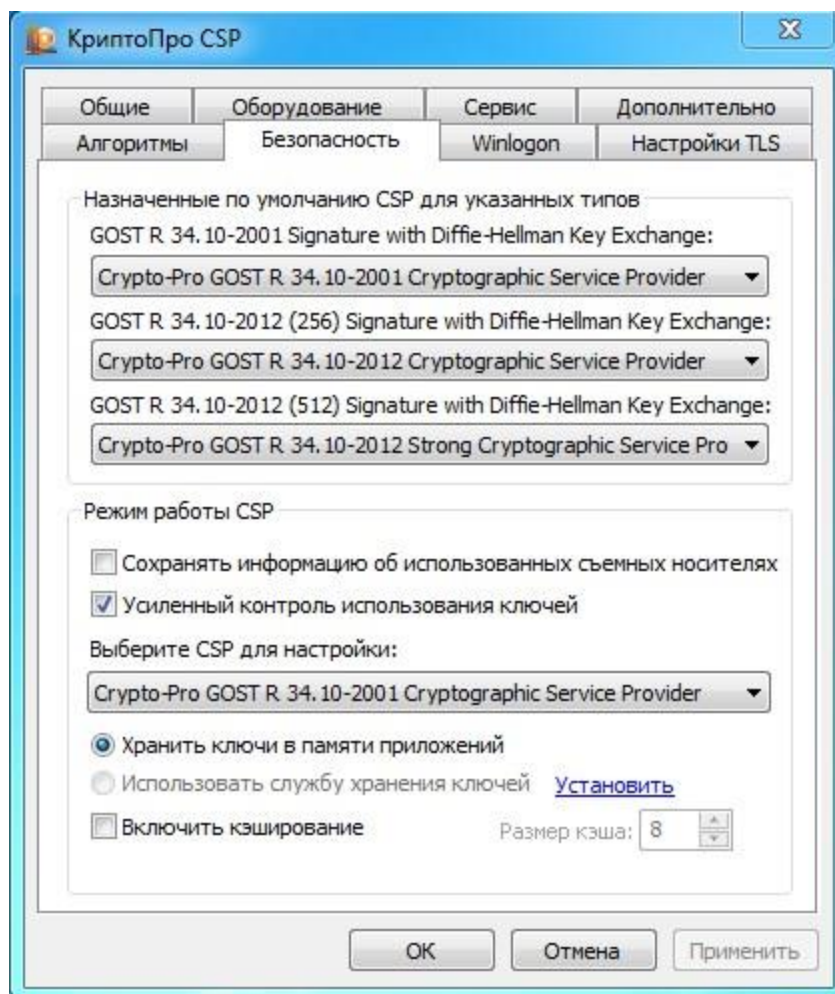 КриптоПро CSP
Общие Оборудование Сервис Дополнительно
Алгоритмы Безопасность Winlogon Настройки TLS
Назначенные по умолчанию CSP для указанных типов
GOST R 34.10-2001 Signature with Diffie-Hellman Key Exchange:
Crypto-Pro GOST R 34.10-2001 Cryptographic Service Provider
GOST R 34.10-2012 (256) Signature with Diffie-Hellman Key Exchange:
Crypto-Pro GOST R 34.10-2012 Cryptographic Service Provider
GOST R 34.10-2012 (512) Signature with Diffie-Hellman Key Exchange:
Crypto-Pro GOST R 34.10-2012 Strong Cryptographic Service Pro
Режим работы CSP
Сохранять информацию об использованных съемных носителях
Усиленный контроль использования ключей
Выберите CSP для настройки:
Crypto-Pro GOST R 34.10-2001 Cryptographic Service Provider
Хранить ключи в памяти приложений
Использовать службу хранения ключей Установить
Включить кэширование Размер кэша: 8
ОК Отмена Применить